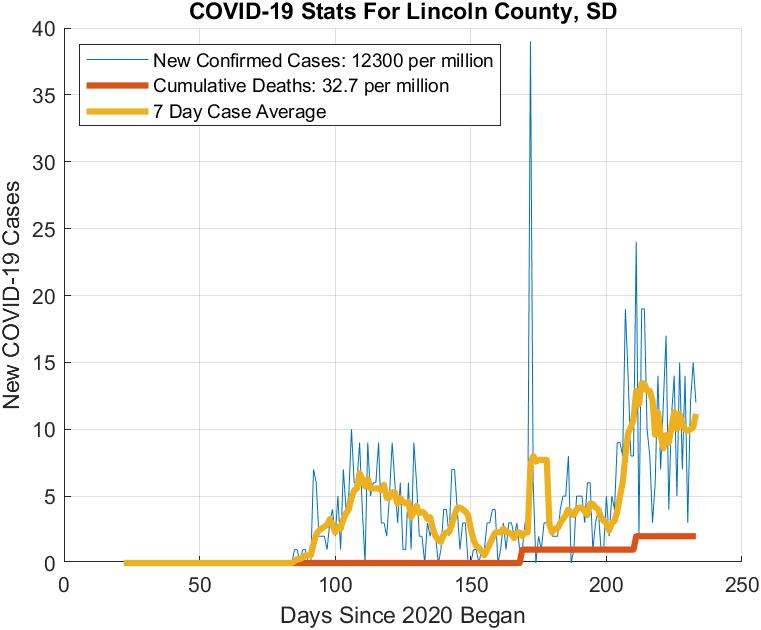 COVID-19 Stats For Lincoln County, SD
New Confirmed Cases: 12300 per million
Cumulative Deaths: 32.7 per million
7 Day Case Average
New COVID-19 Cases
40
35
30
25
20
15
10
5
0
0 50 100 150 200 250
Days Since 2020 Began